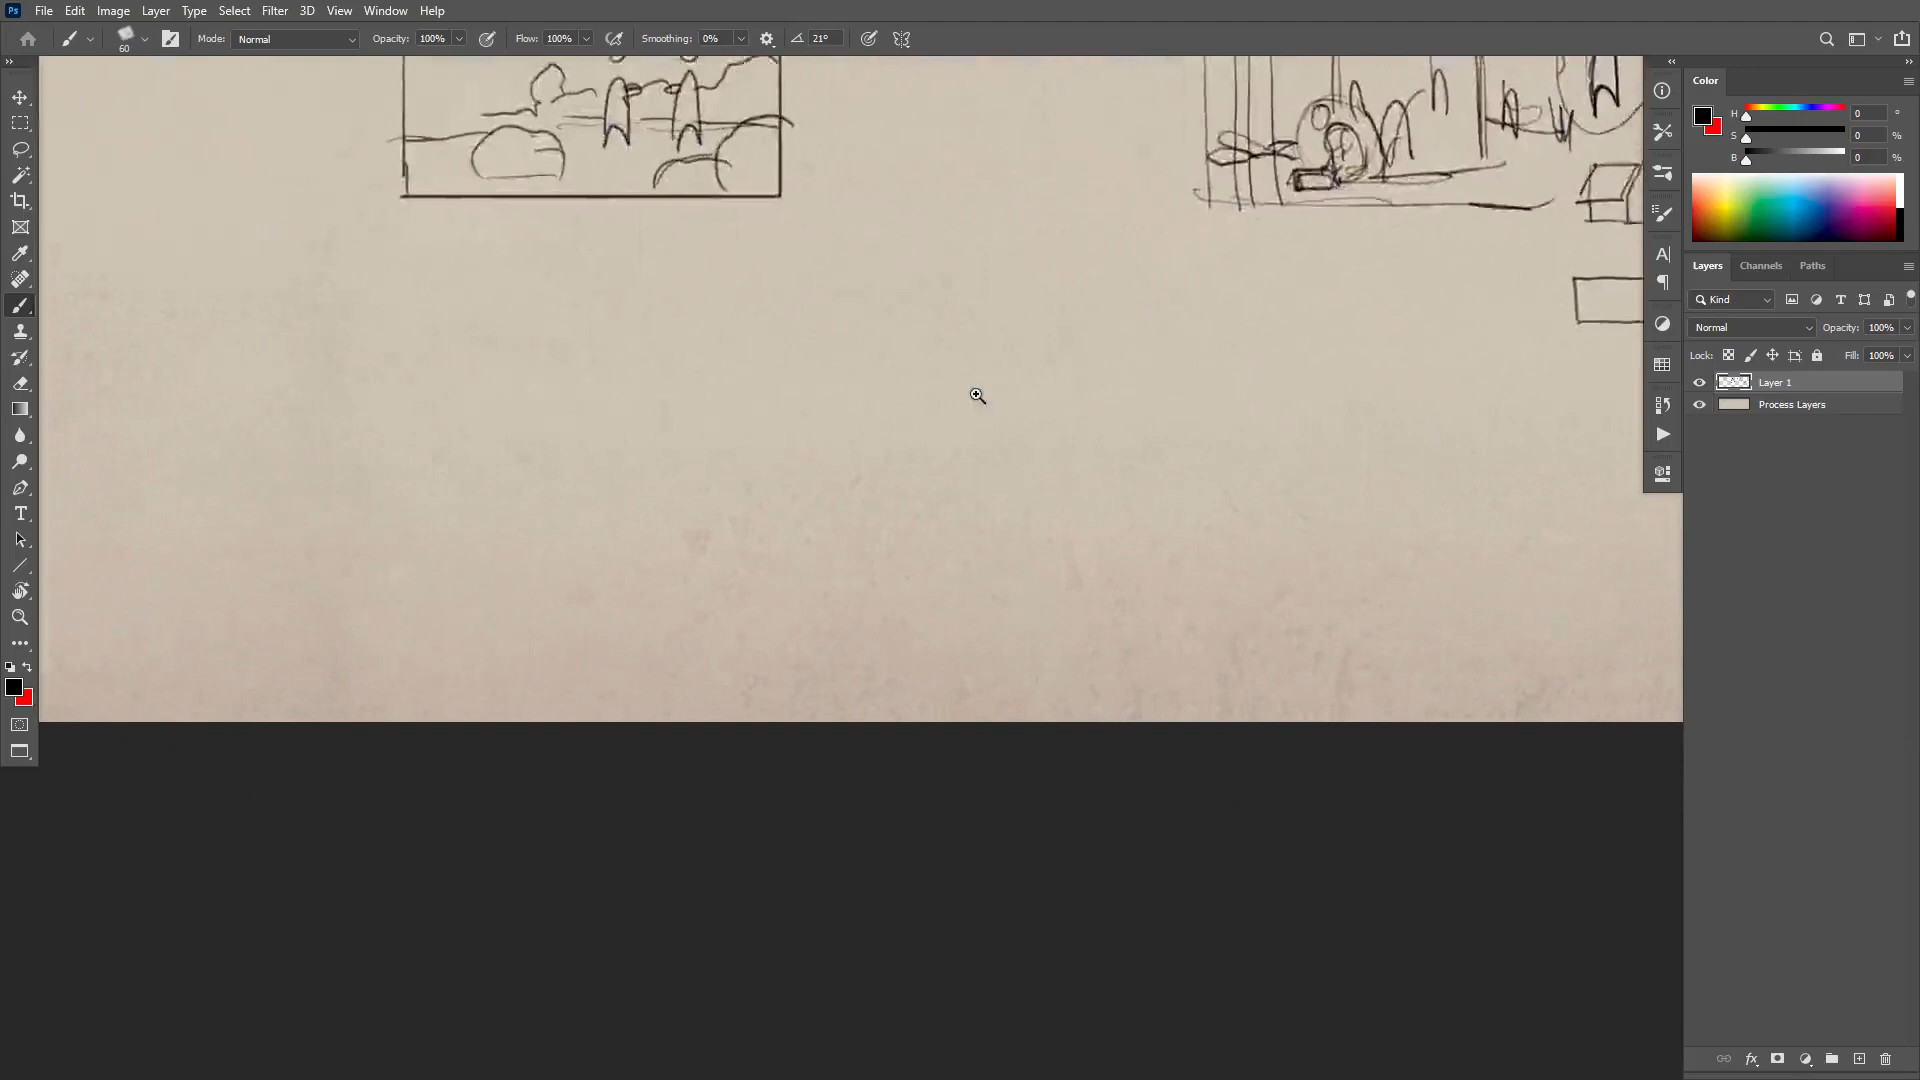 Ps File Edit Image Layer Type Select Filter 3D View Window Help
60 Mode: Normal Opacity: 100% Flow: 100% Smoothing: 0% 21°
Color
H 0 °
S 0 %
B 0 %
Layers Channels Paths
Kind T
Normal Opacity: 100%
Lock: Fill: 100%
Layer 1
Process Layers
fx